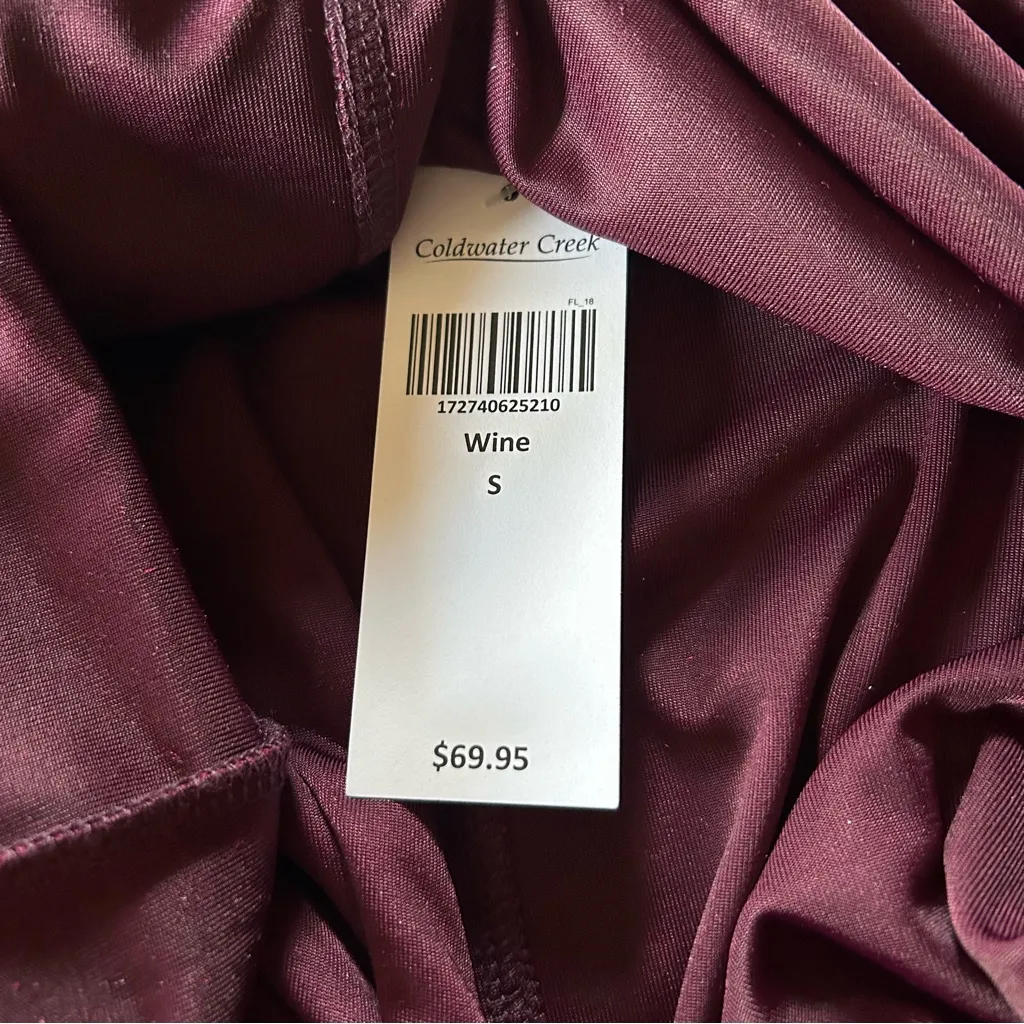 Coldwater Creek
FL_18
172740625210
Wine
S
$69.95